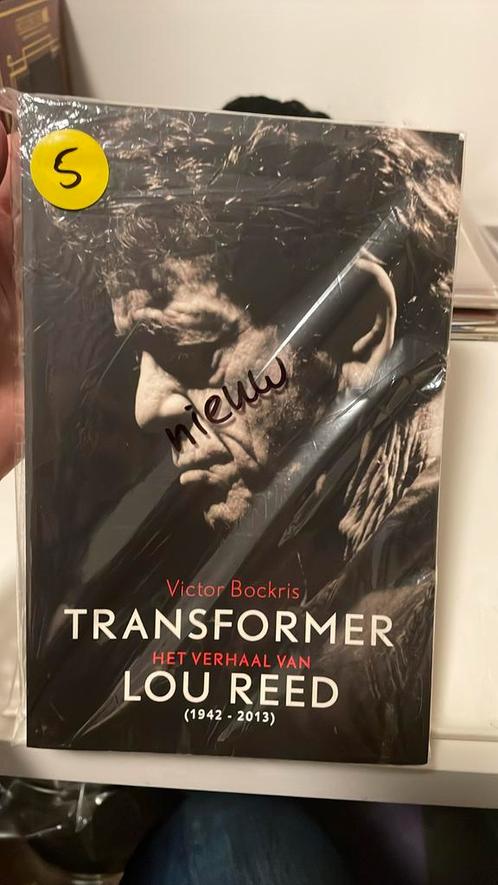 5
nieuw
Victor Bockris
TRANSFORMER
HET VERHAAL VAN
LOU REED
(1942 - 2013)